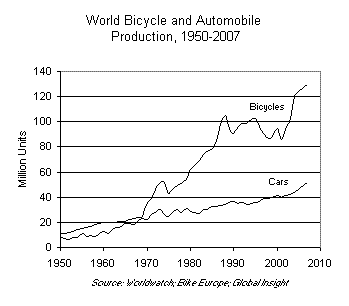 World Bicycle and Automobile
Production, 1950-2007
Million Units
140
120
100
80
60
40
20
0
Bicycles
Cars
1950 1960 1970 1980 1990 2000 2010
Source: Worldwatch; Bike Europe; Global Insight